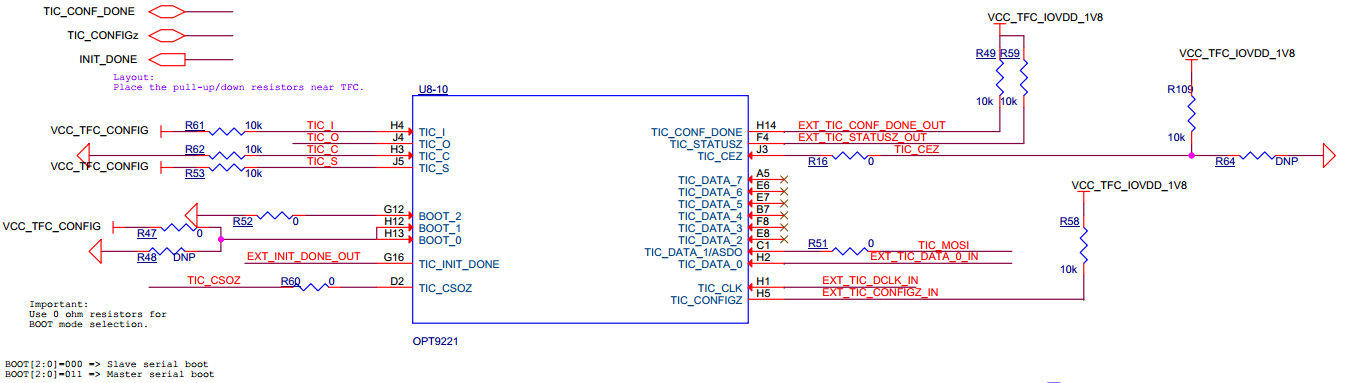 TIC_CONF_DONE
TIC_CONFIGz
INIT_DONE
Layout:
Place the pull-up/down resistors near TFC.
VCC_TFC_IOVDD_1V8
R49
R59
10k
10k
VCC_TFC_IOVDD_1V8
R109
10k
U8-10
VCC_TFC_CONFIG
R61
10k
TIC_I
H4
TIC_I
TIC_O
J4
TIC_O
R62
10k
TIC_C
H3
TIC_C
VCC_TFC_CONFIG
R53
10k
TIC_S
J5
TIC_S
TIC_CONF_DONE
H14
EXT_TIC_CONF_DONE_OUT
TIC_STATUSZ
F4
EXT_TIC_STATUSZ_OUT
TIC_CEZ
J3
R16
0
TIC_CEZ
R64
DNP
TIC_DATA_7
A5
TIC_DATA_6
E6
TIC_DATA_5
E7
TIC_DATA_4
B7
TIC_DATA_3
F8
TIC_DATA_2
E8
TIC_DATA_1/ASDO
C1
R51
0
TIC_MOSI
TIC_DATA_0
H2
EXT_TIC_DATA_0_IN
VCC_TFC_IOVDD_1V8
R58
10k
R52
0
G12
BOOT_2
VCC_TFC_CONFIG
R47
0
H12
BOOT_1
H13
BOOT_0
R48
DNP
EXT_INIT_DONE_OUT
G16
TIC_INIT_DONE
TIC_CSOZ
R60
0
D2
TIC_CSOZ
TIC_CLK
H1
EXT_TIC_DCLK_IN
TIC_CONFIGZ
H5
EXT_TIC_CONFIGZ_IN
OPT9221
Important:
Use 0 ohm resistors for
BOOT mode selection.
BOOT[2:0]=000 => Slave serial boot
BOOT[2:0]=011 => Master serial boot